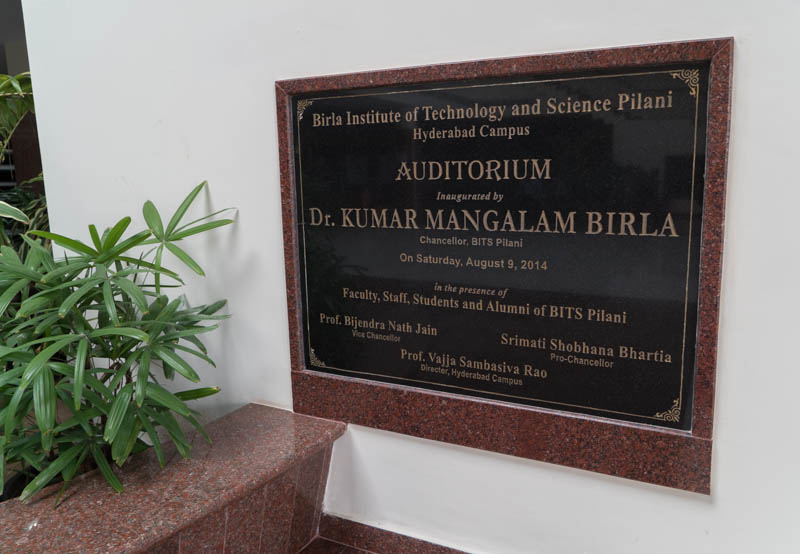 Birla Institute of Technology and Science Pilani
Hyderabad Campus
AUDITORIUM
Inaugurated by
Dr. KUMAR MANGALAM BIRLA
Chancellor, BITS Pilani
On Saturday, August 9, 2014
in the presence of
Faculty, Staff, Students and Alumni of BITS Pilani
Prof. Bijendra Nath Jain
Vice Chancellor
Srimati Shobhana Bhartia
Pro-Chancellor
Prof. Vajja Sambasiva Rao
Director, Hyderabad Campus